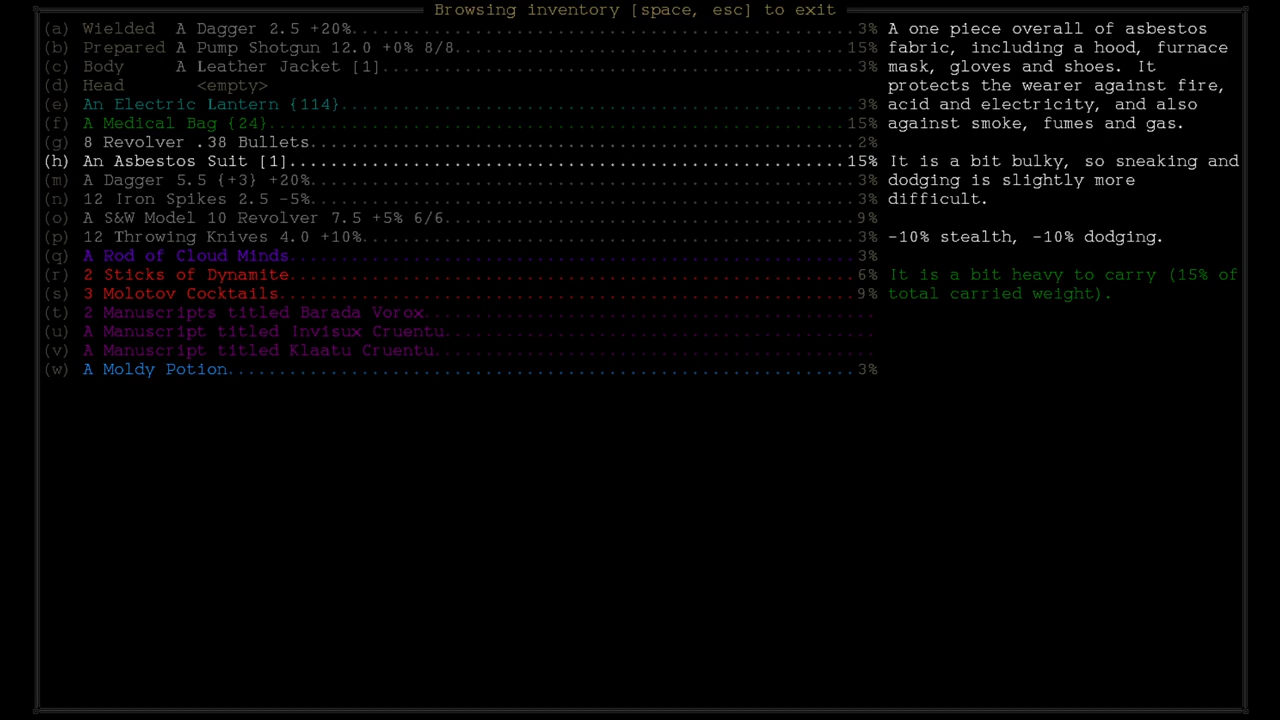 Browsing inventory [space, esc] to exit
(a) Wielded A Dagger 2.5 +20%..................................................3%
(b) Prepared A Pump Shotgun 12.0 +0% 8/8.......................................15%
(c) Body A Leather Jacket [1]..............................................3%
(d) Head <empty>
(e) An Electric Lantern {114}..................................................3%
(f) A Medical Bag {24}.........................................................15%
(g) 8 Revolver .38 Bullets.....................................................2%
(h) An Asbestos Suit [1].......................................................15%
(m) A Dagger 5.5 {+3} +20%.....................................................3%
(n) 12 Iron Spikes 2.5 -5%.....................................................3%
(o) A S&W Model 10 Revolver 7.5 +5% 6/6........................................9%
(p) 12 Throwing Knives 4.0 +10%................................................3%
(q) A Rod of Cloud Minds.......................................................3%
(r) 2 Sticks of Dynamite.......................................................6%
(s) 3 Molotov Cocktails........................................................9%
(t) 2 Manuscripts titled Barada Vorox...........................................
(u) A Manuscript titled Invisux Cruentu.........................................
(v) A Manuscript titled Klaatu Cruentu..........................................
(w) A Moldy Potion.............................................................3%
A one piece overall of asbestos
fabric, including a hood, furnace
mask, gloves and shoes. It
protects the wearer against fire,
acid and electricity, and also
against smoke, fumes and gas.
It is a bit bulky, so sneaking and
dodging is slightly more
difficult.
-10% stealth, -10% dodging.
It is a bit heavy to carry (15% of
total carried weight).